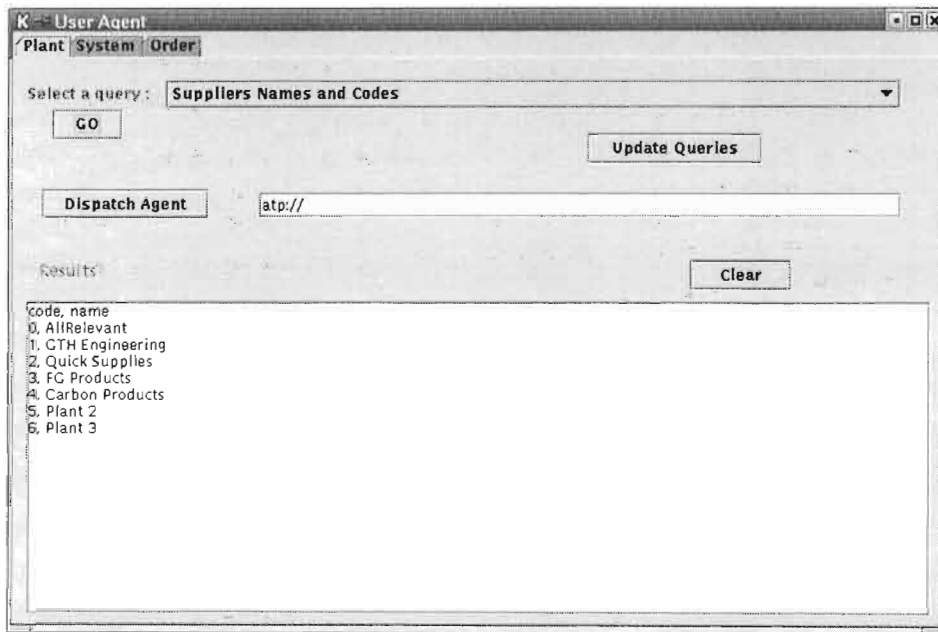 User Agent
Plant System Order
Select a query: Suppliers Names and Codes
GO
Update Queries
Dispatch Agent atp://
Results
Clear
code, name
0, AllRelevant
1, GTH Engineering
2, Quick Supplies
3, FG Products
4, Carbon Products
5, Plant 2
6, Plant 3